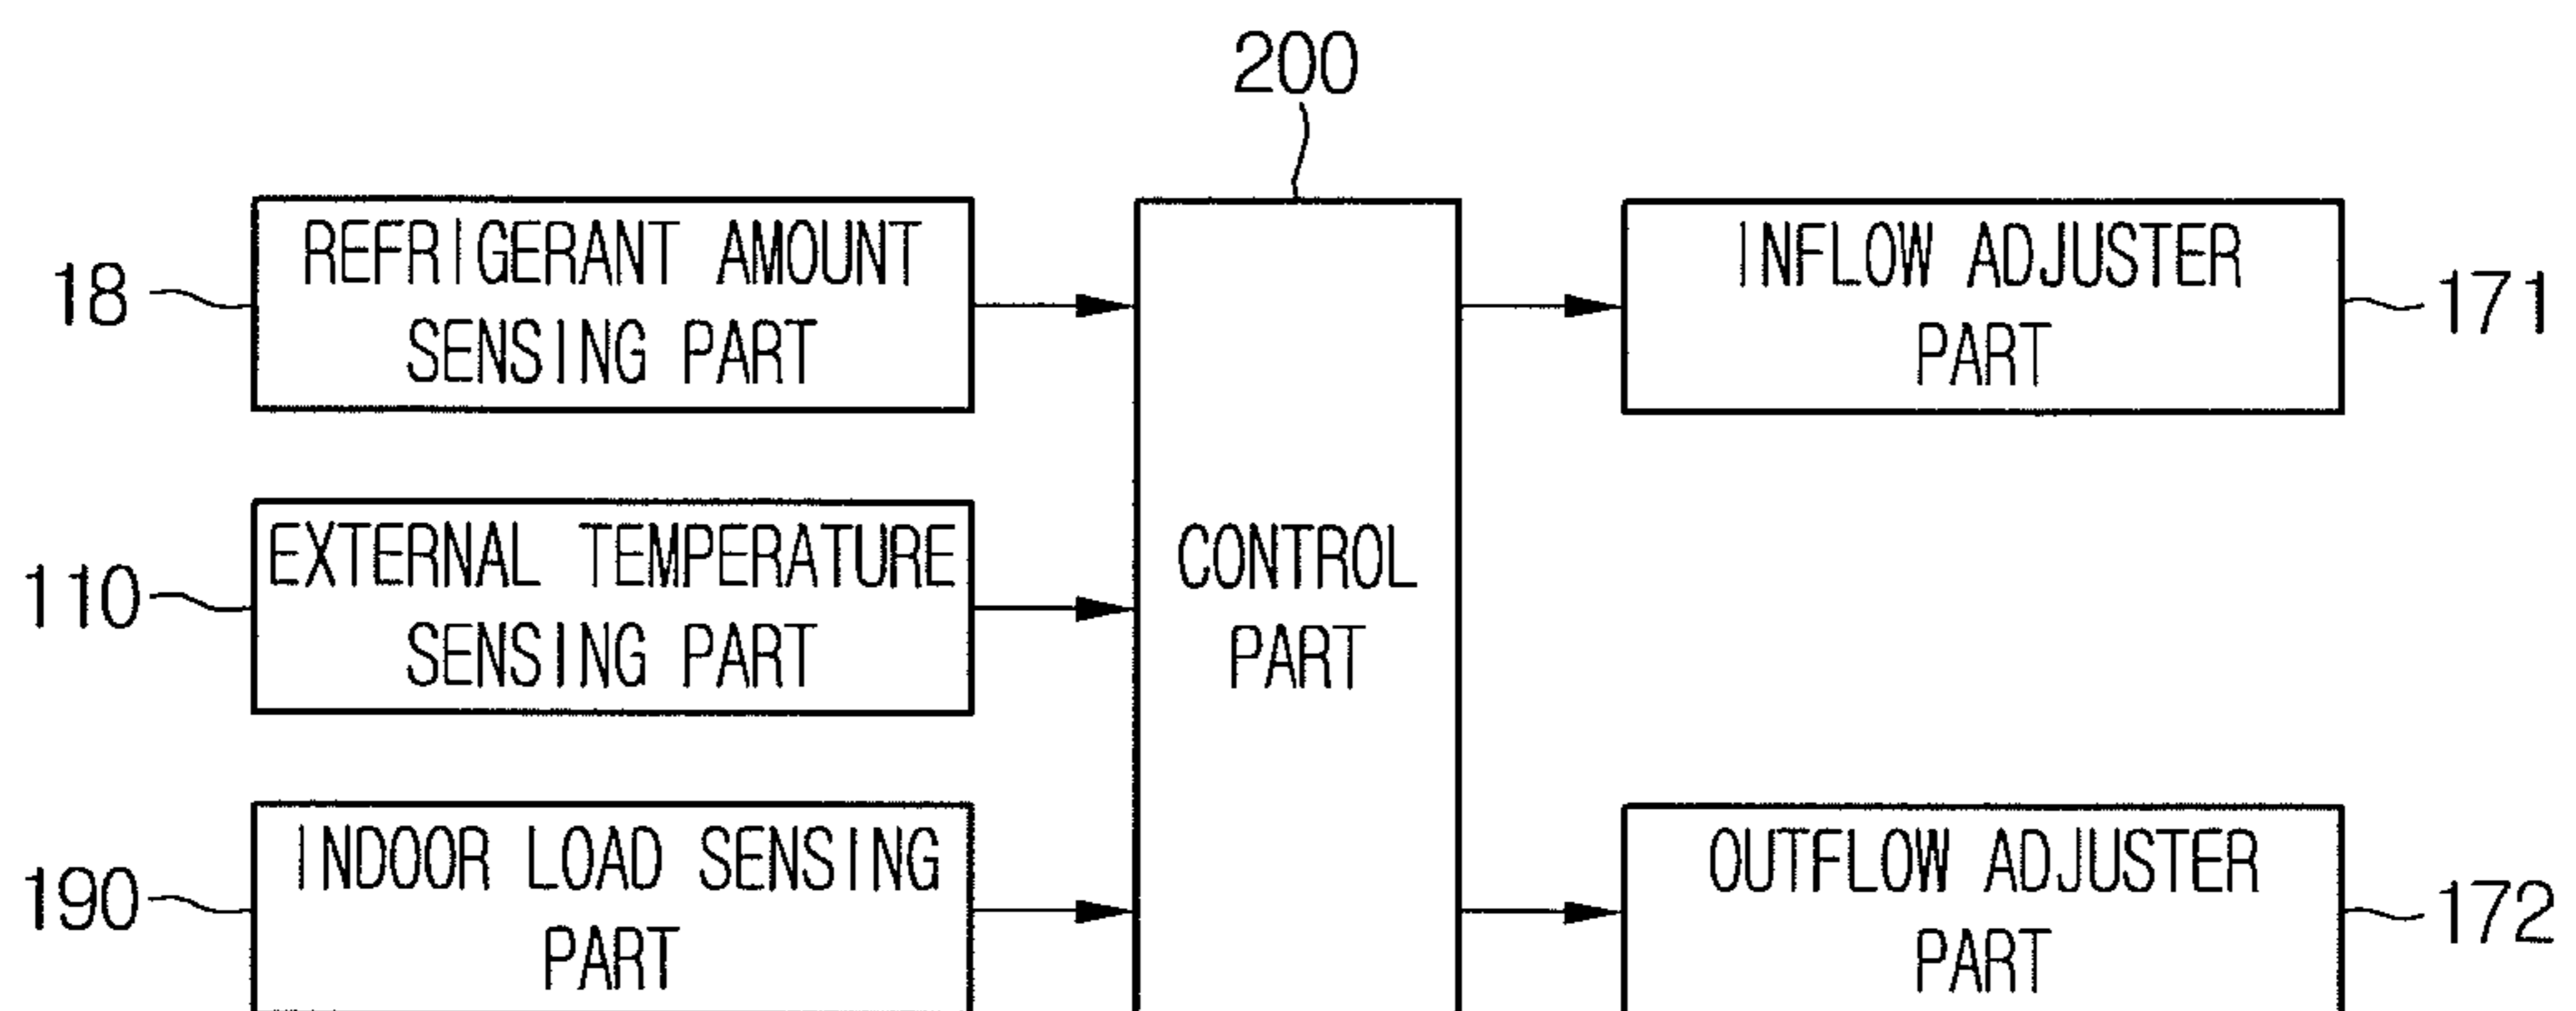 200
18
REFRIGERANT AMOUNT
SENSING PART
INFLOW ADJUSTER
PART
171
110
EXTERNAL TEMPERATURE
SENSING PART
CONTROL
PART
190
INDOOR LOAD SENSING
PART
OUTFLOW ADJUSTER
PART
172